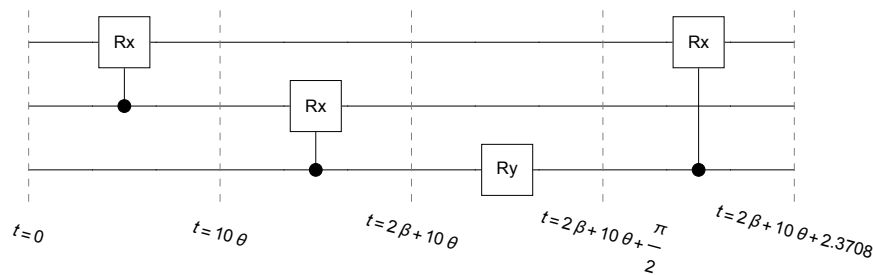 Rx
Rx
Rx
Ry
t=0
t=10 θ
t=2 β+10 θ
t=2 β+10 θ+π/2
t=2 β+10 θ+2.3708